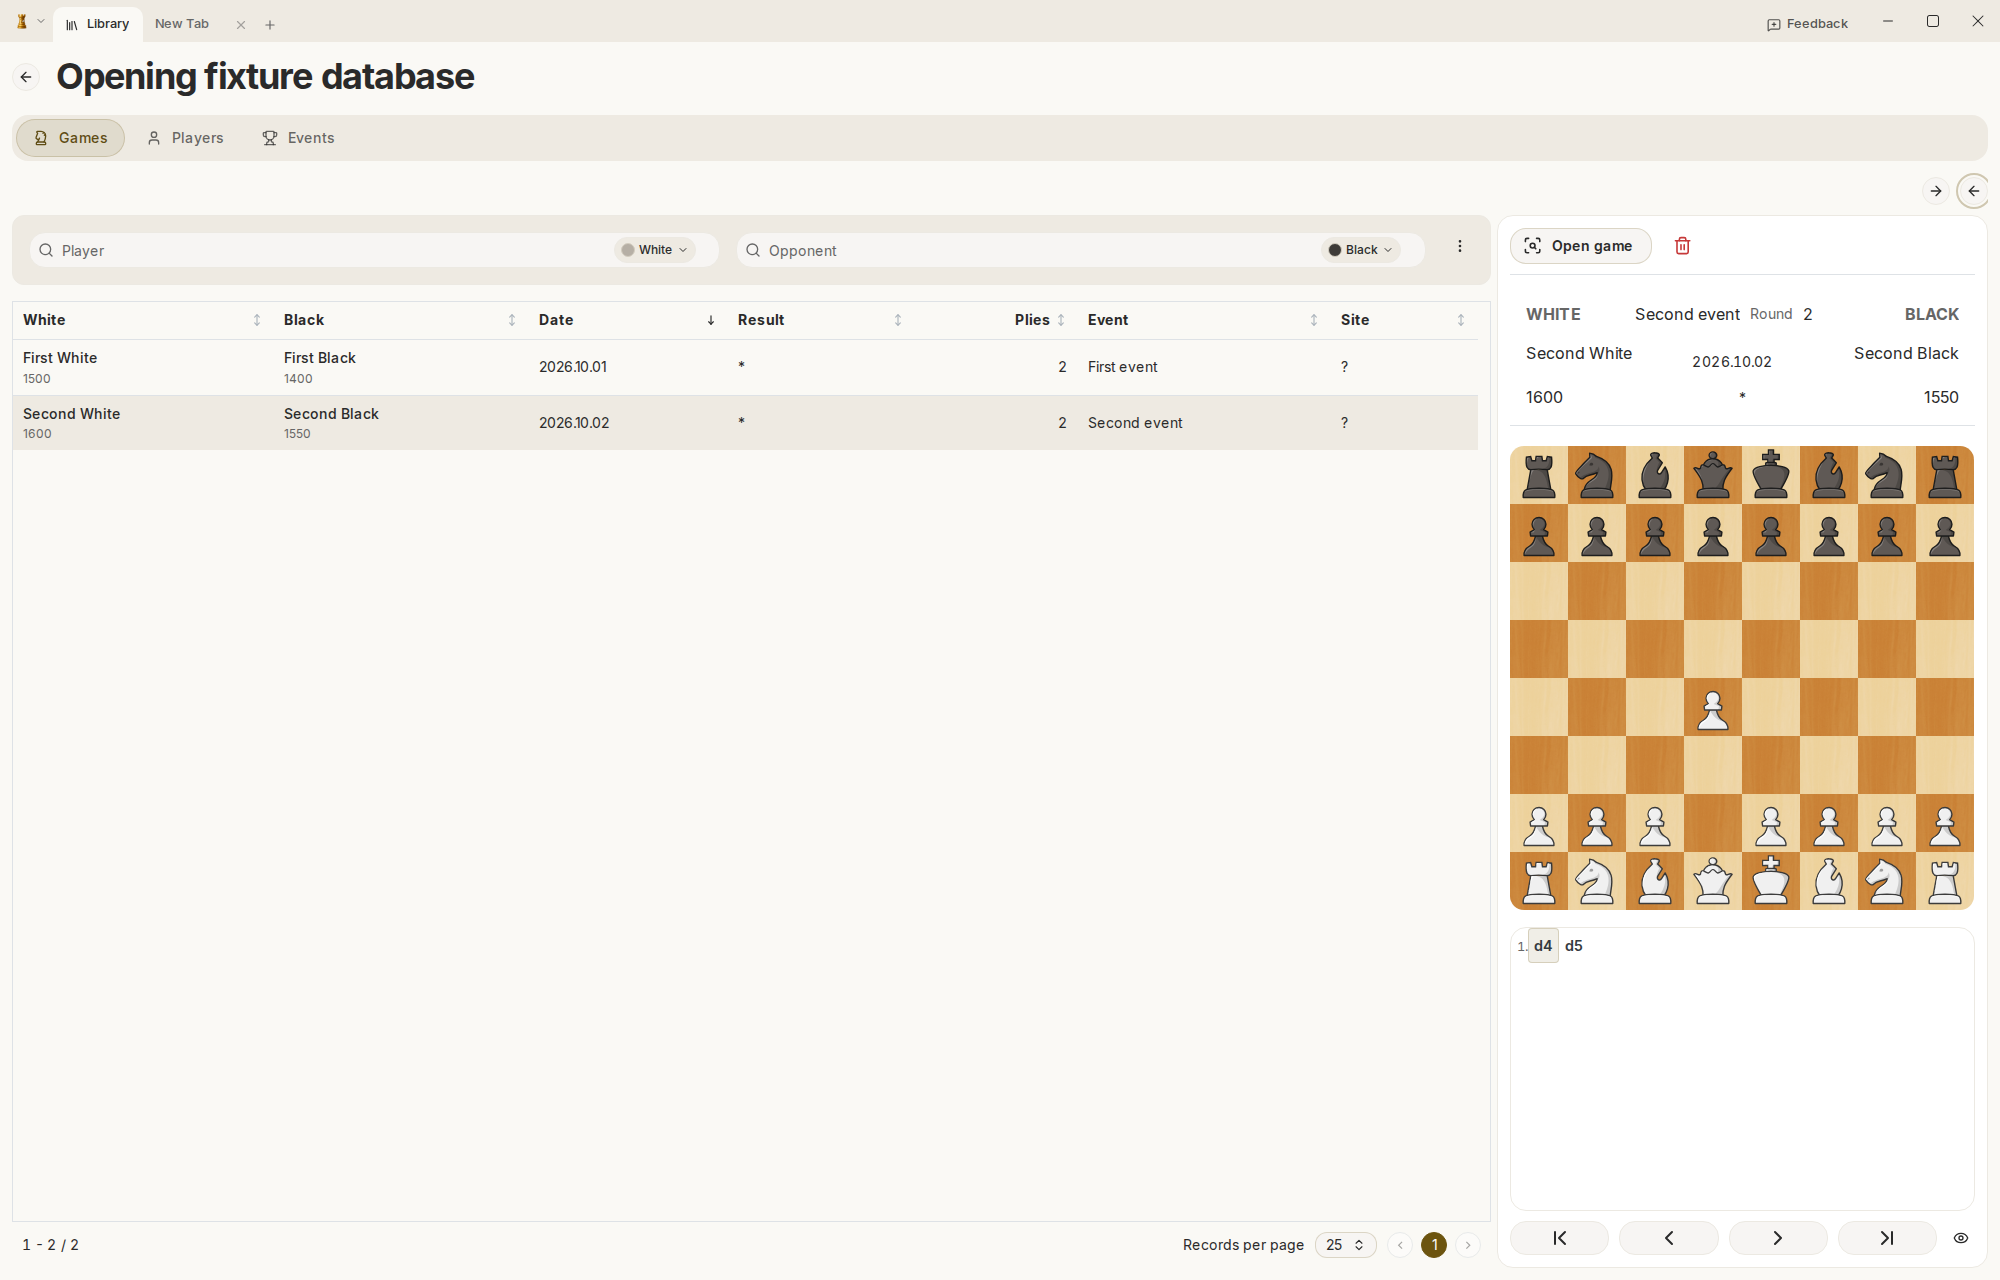 Library
New Tab
Feedback
Opening fixture database
Games
Players
Events
Player
White
Opponent
Black
White
Black
Date
Result
Plies
Event
Site
First White
1500
First Black
1400
2026.10.01
*
2
First event
?
Second White
1600
Second Black
1550
2026.10.02
*
2
Second event
?
1 - 2 / 2
Records per page
25
1
Open game
WHITE
Second event Round 2
BLACK
Second White
2026.10.02
Second Black
1600
*
1550
1. d4 d5